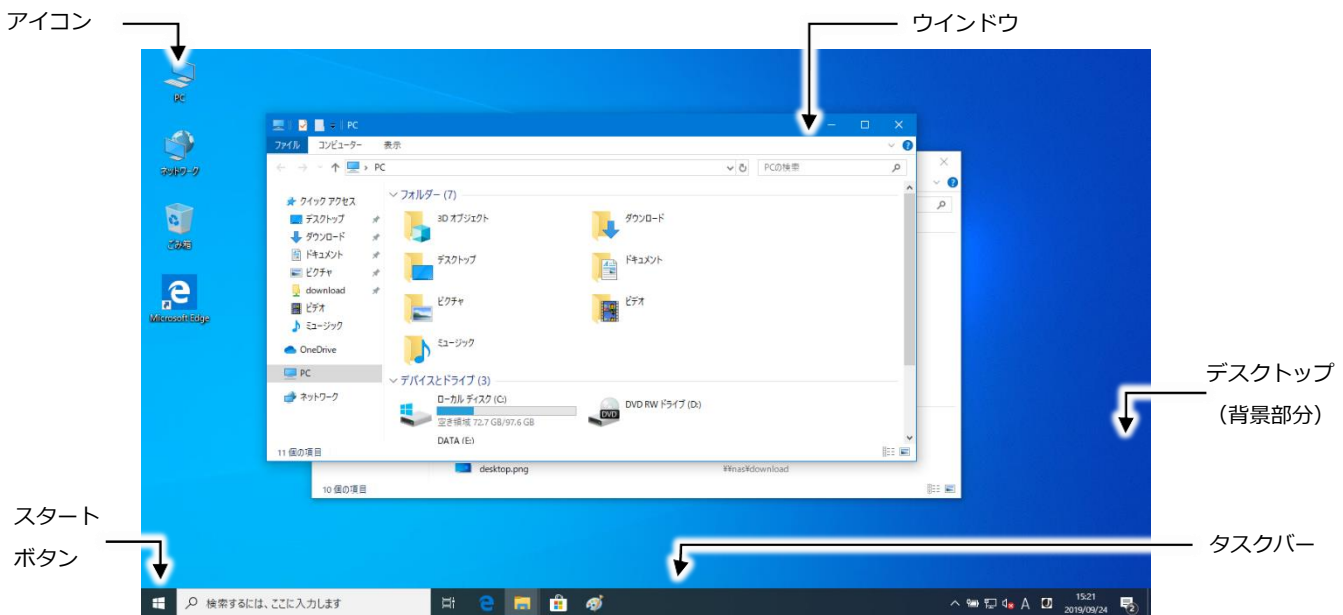 アイコン
ウインドウ
PC
ネットワーク
ごみ箱
Microsoft Edge
PC
ファイル コンピューター 表示
PC
PCの検索
クイック アクセス
デスクトップ
ダウンロード
ドキュメント
ピクチャ
download
ビデオ
ミュージック
OneDrive
PC
ネットワーク
フォルダー (7)
3D オブジェクト
ダウンロード
デスクトップ
ドキュメント
ピクチャ
ビデオ
ミュージック
デバイスとドライブ (3)
ローカル ディスク (C:)
空き領域 72.7 GB/97.6 GB
DVD RW ドライブ (D:)
DVD
DATA (E:)
11 個の項目
desktop.png
¥¥nas¥download
10 個の項目
デスクトップ
（背景部分）
スタート
ボタン
タスクバー
検索するには、ここに入力します
A
15:21
2019/09/24
2